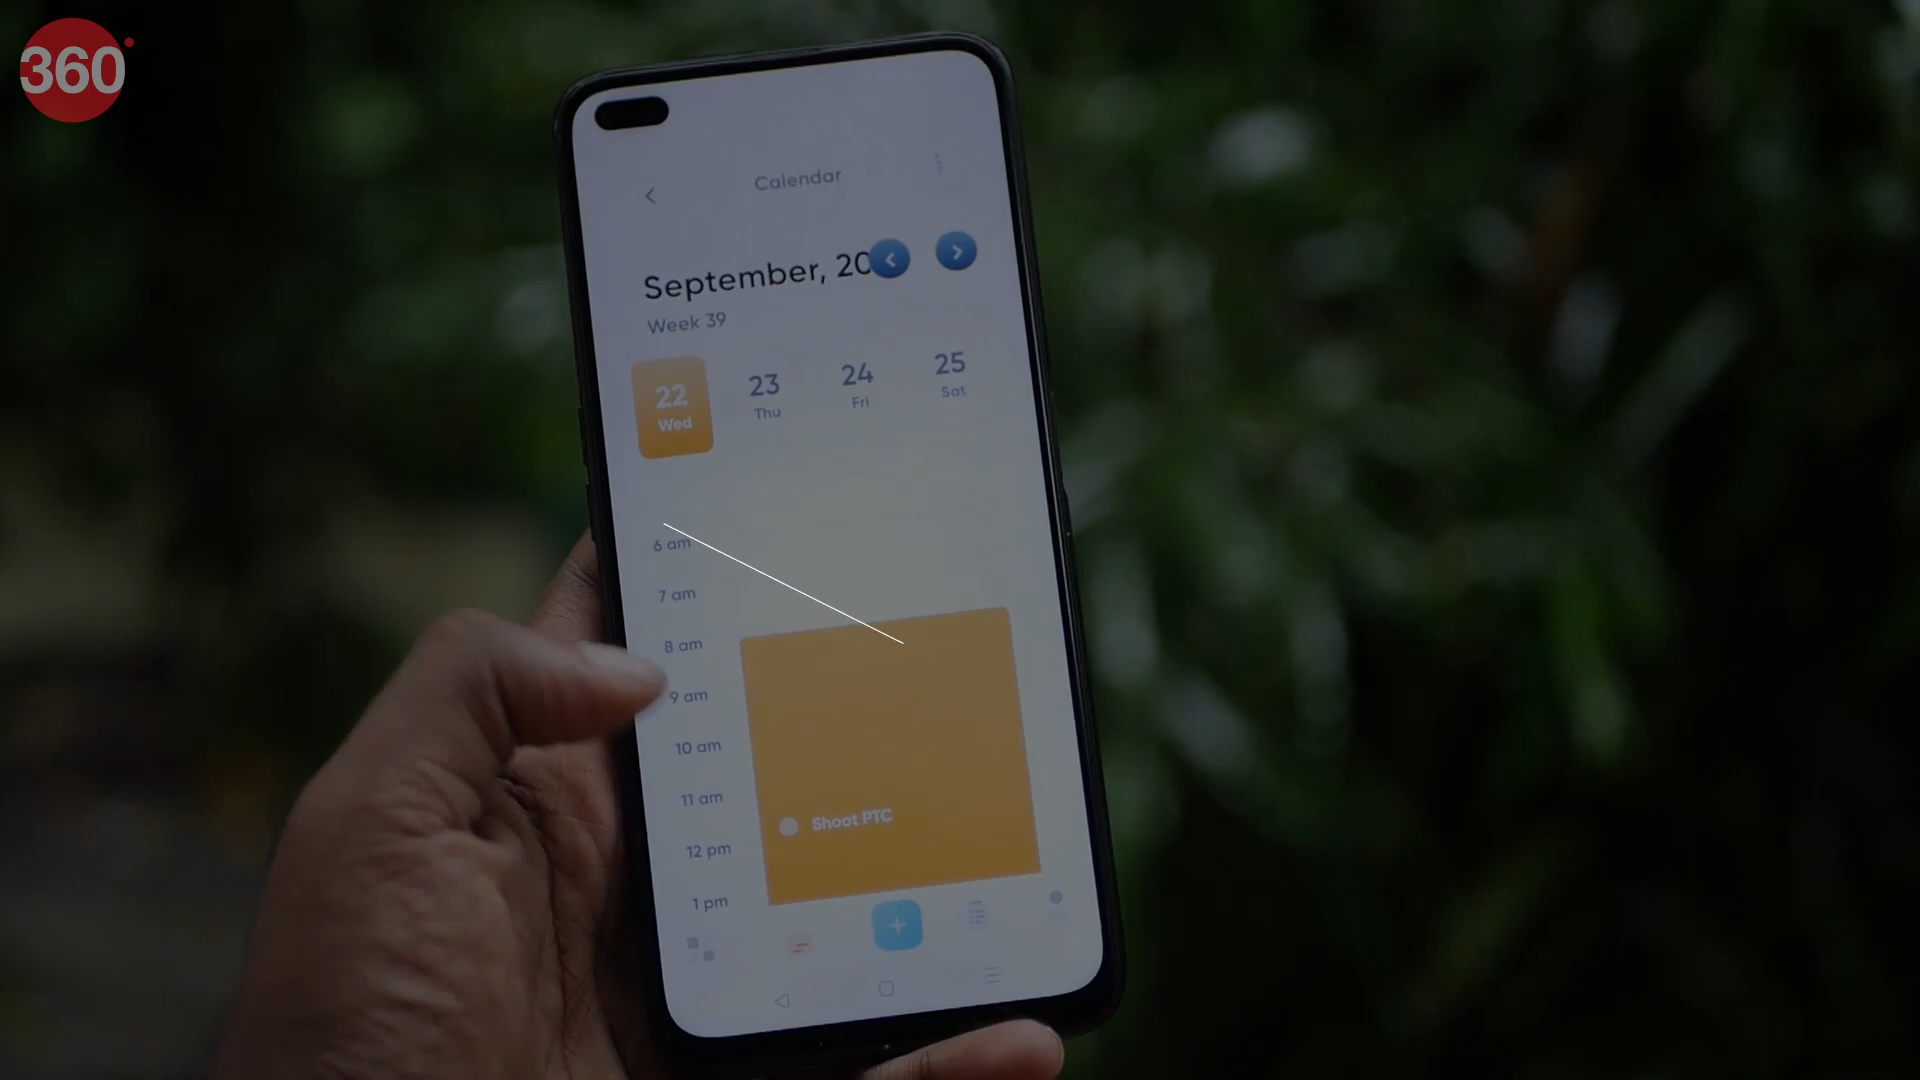 360
Calendar
September, 20
Week 39
22 23 24 25
Wed Thu Fri Sat
6 am
7 am
8 am
9 am
10 am
11 am
Shoot PTC
12 pm
1 pm